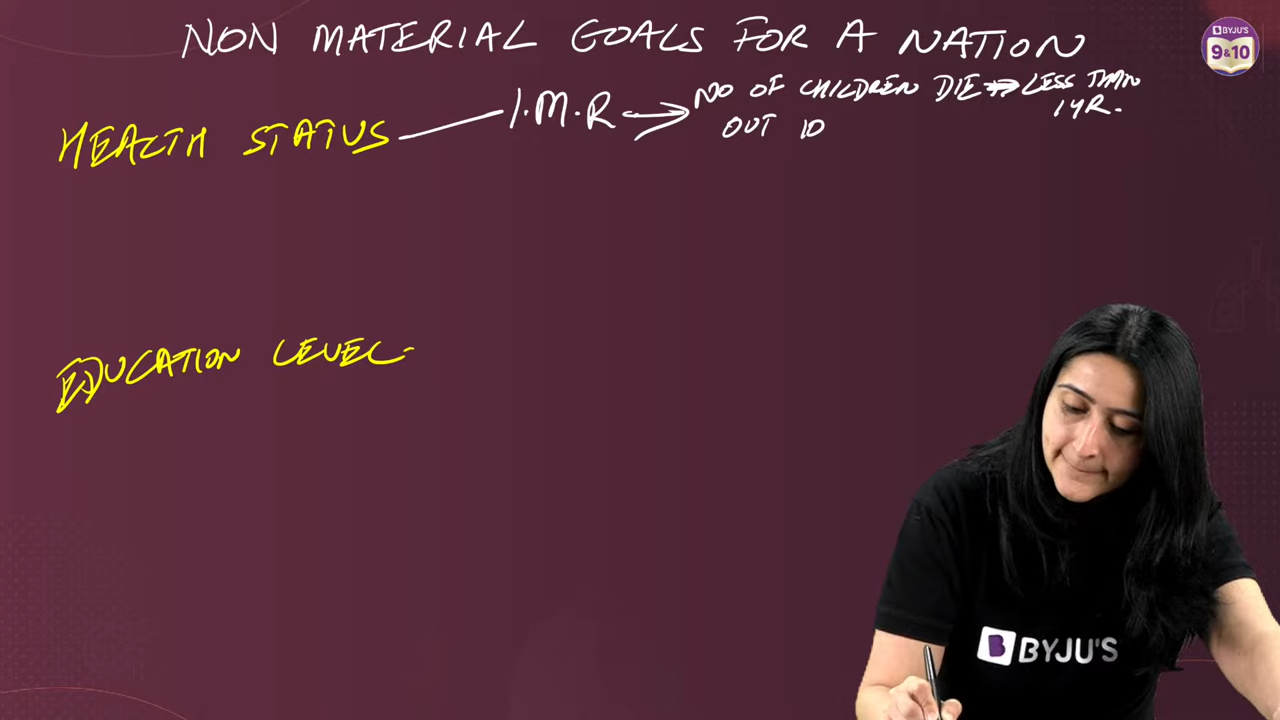 NON MATERIAL GOALS FOR A NATION
BYJU'S
9&10
I.M.R → NO OF CHILDREN DIE → LESS THAN
1YR.
OUT 10
HEALTH STATUS
EDUCATION LEVEL
BYJU'S